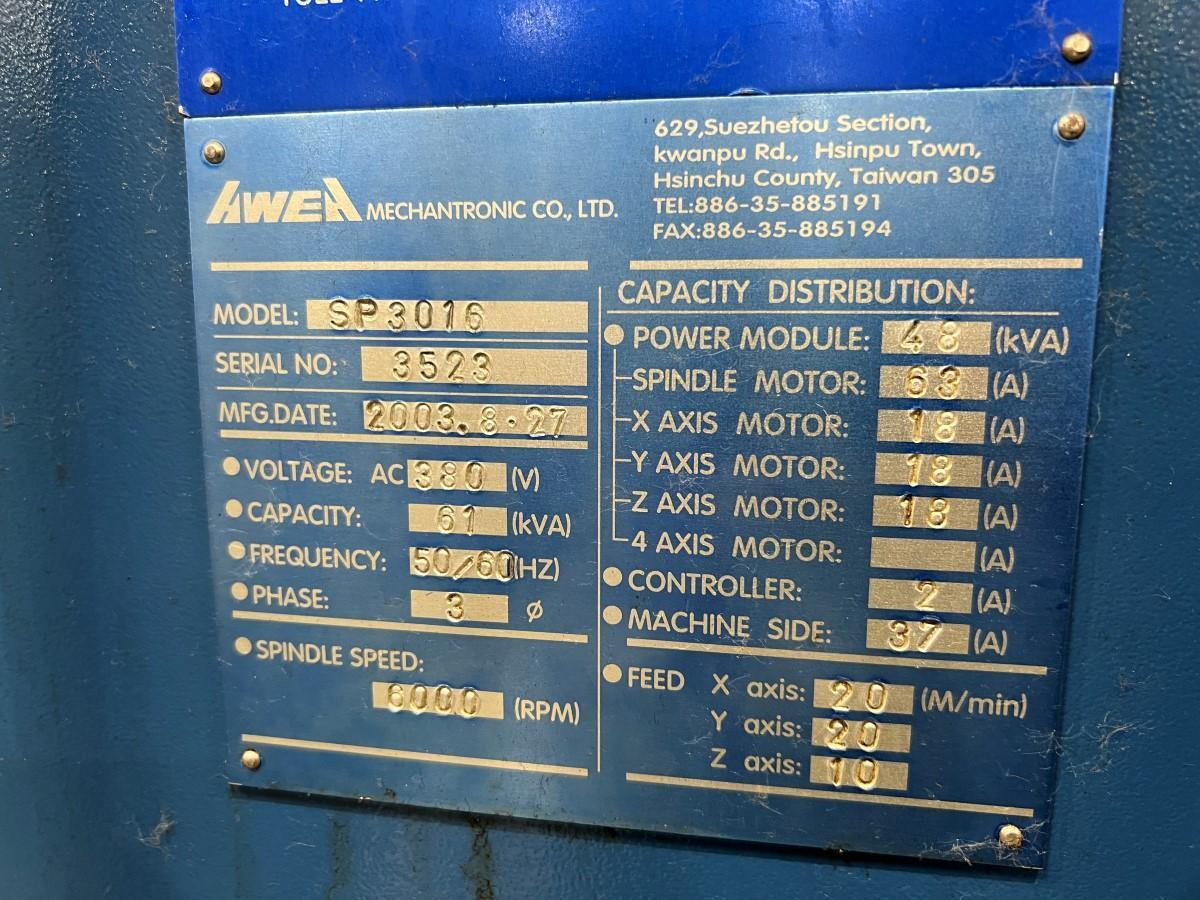 AWEA MECHANTRONIC CO., LTD.
629,Suezhetou Section,
kwanpu Rd., Hsinpu Town,
Hsinchu County, Taiwan 305
TEL:886-35-885191
FAX:886-35-885194
MODEL: SP3016
SERIAL NO: 3523
MFG.DATE: 2003.8.27
VOLTAGE: AC 380 (V)
CAPACITY: 61 (kVA)
FREQUENCY: 50/60 (HZ)
PHASE: 3 ø
SPINDLE SPEED:
6000 (RPM)
CAPACITY DISTRIBUTION:
POWER MODULE: 48 (kVA)
SPINDLE MOTOR: 63 (A)
X AXIS MOTOR: 18 (A)
Y AXIS MOTOR: 18 (A)
Z AXIS MOTOR: 18 (A)
4 AXIS MOTOR: (A)
CONTROLLER: 2 (A)
MACHINE SIDE: 37 (A)
FEED X axis: 20 (M/min)
Y axis: 20
Z axis: 10